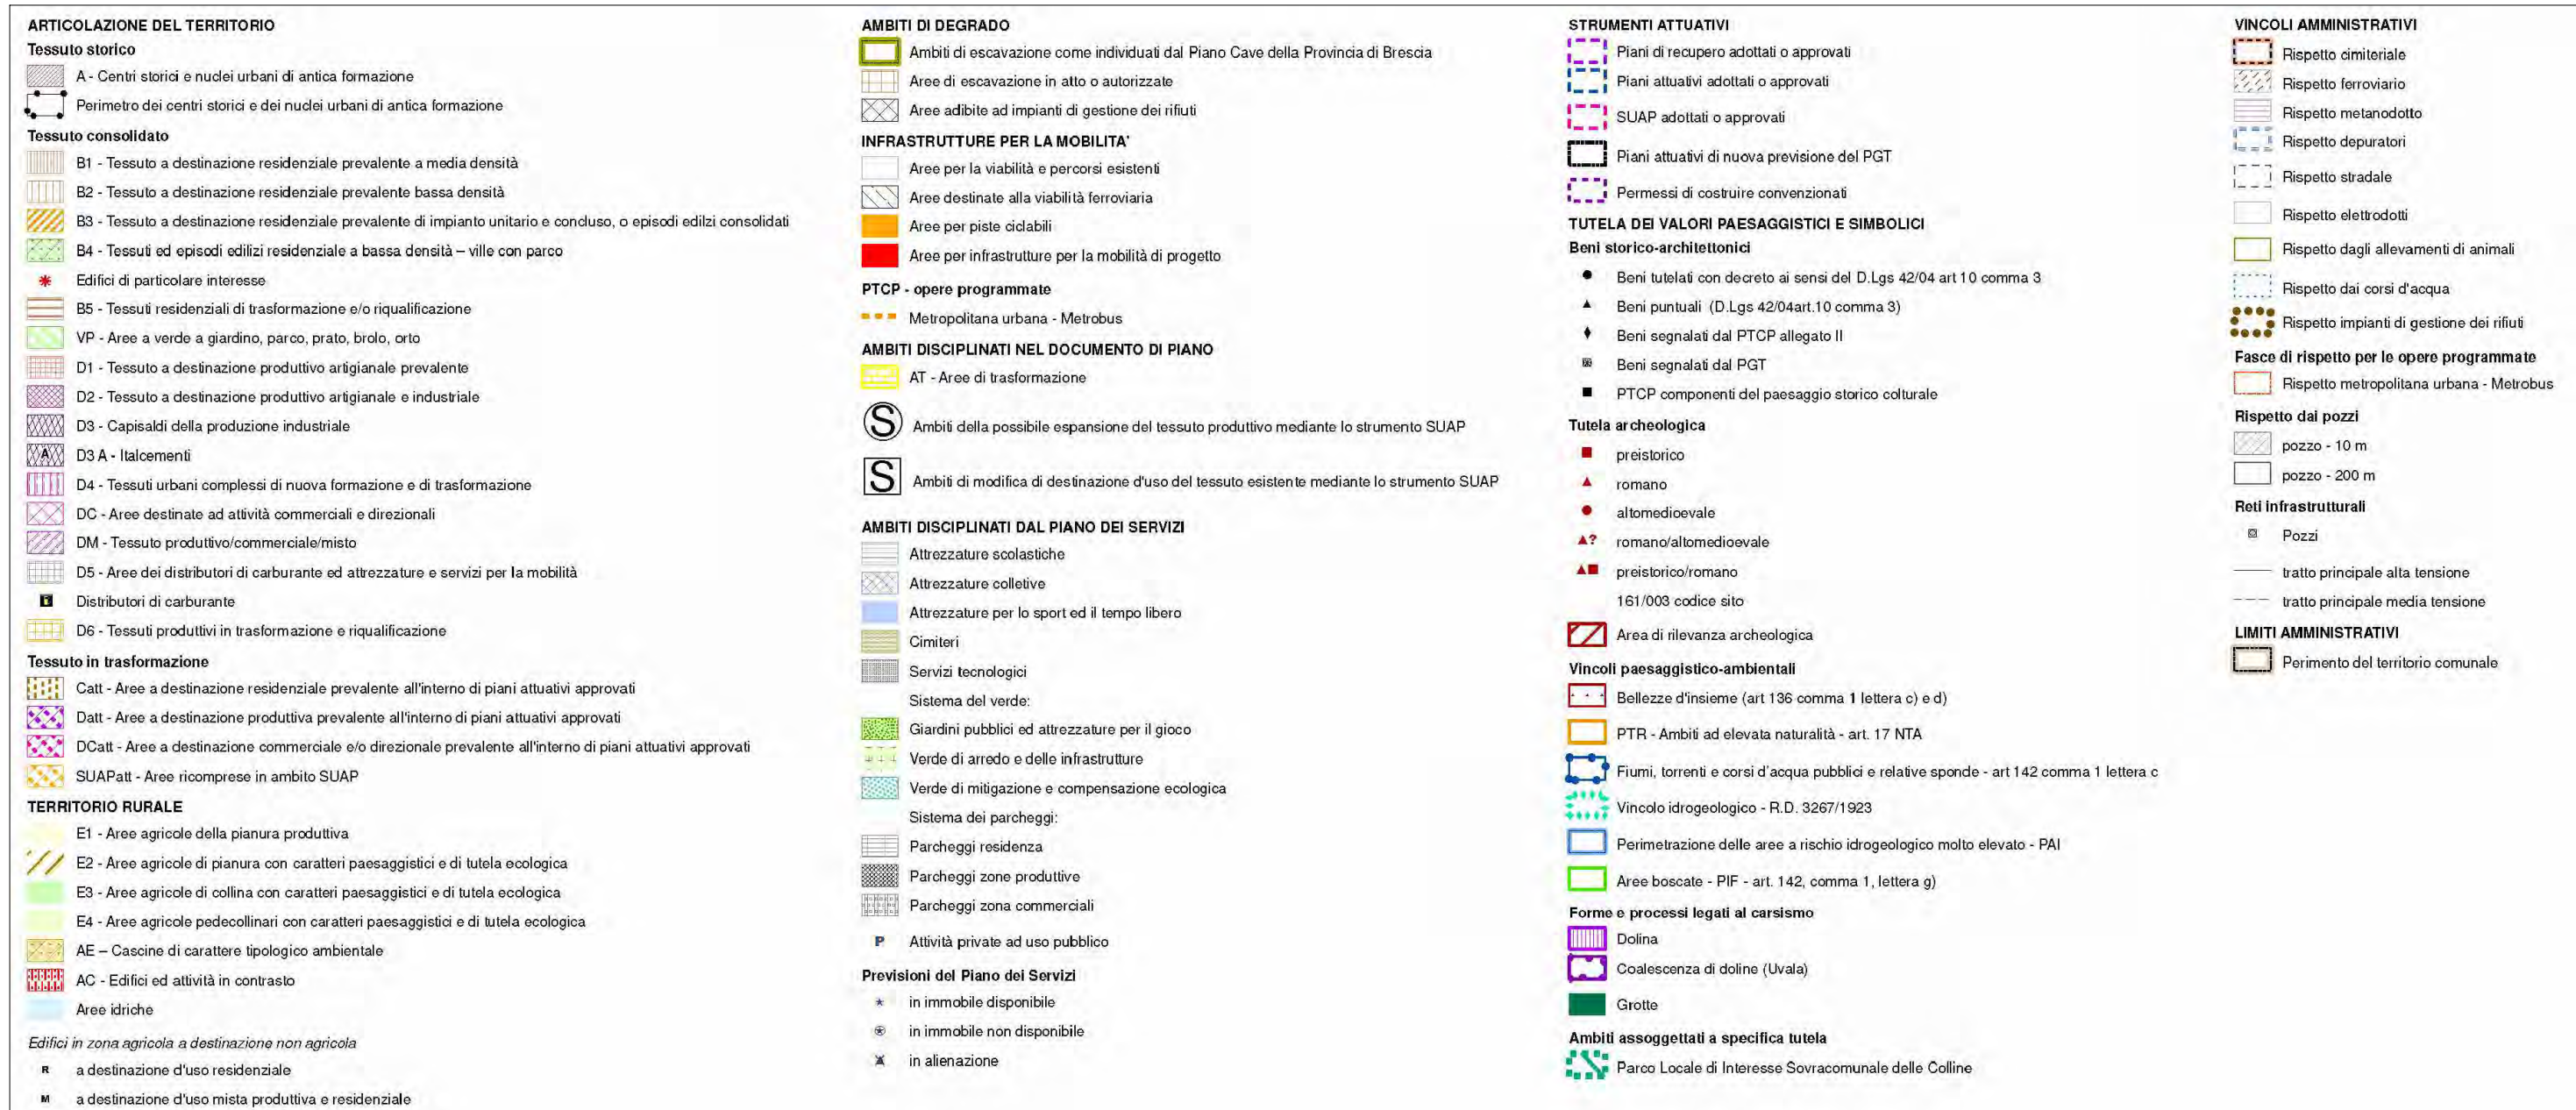 ARTICOLAZIONE DEL TERRITORIO
Tessuto storico
A - Centri storici e nuclei urbani di antica formazione
Perimetro dei centri storici e dei nuclei urbani di antica formazione
Tessuto consolidato
B1 - Tessuto a destinazione residenziale prevalente a media densità
B2 - Tessuto a destinazione residenziale prevalente bassa densità
B3 - Tessuto a destinazione residenziale prevalente di impianto unitario e concluso, o episodi edilzi consolidati
B4 - Tessuti ed episodi edilizi residenziale a bassa densità – ville con parco
Edifici di particolare interesse
B5 - Tessuti residenziali di trasformazione e/o riqualificazione
VP - Aree a verde a giardino, parco, prato, brolo, orto
D1 - Tessuto a destinazione produttivo artigianale prevalente
D2 - Tessuto a destinazione produttivo artigianale e industriale
D3 - Capisaldi della produzione industriale
A D3 A - Italcementi
D4 - Tessuti urbani complessi di nuova formazione e di trasformazione
DC - Aree destinate ad attività commerciali e direzionali
DM - Tessuto produttivo/commerciale/misto
D5 - Aree dei distributori di carburante ed attrezzature e servizi per la mobilità
Distributori di carburante
D6 - Tessuti produttivi in trasformazione e riqualificazione
Tessuto in trasformazione
Catt - Aree a destinazione residenziale prevalente all'interno di piani attuativi approvati
Datt - Aree a destinazione produttiva prevalente all'interno di piani attuativi approvati
DCatt - Aree a destinazione commerciale e/o direzionale prevalente all'interno di piani attuativi approvati
SUAPatt - Aree ricomprese in ambito SUAP
TERRITORIO RURALE
E1 - Aree agricole della pianura produttiva
E2 - Aree agricole di pianura con caratteri paesaggistici e di tutela ecologica
E3 - Aree agricole di collina con caratteri paesaggistici e di tutela ecologica
E4 - Aree agricole pedecollinari con caratteri paesaggistici e di tutela ecologica
AE – Cascine di carattere tipologico ambientale
AC - Edifici ed attività in contrasto
Aree idriche
Edifici in zona agricola a destinazione non agricola
R a destinazione d'uso residenziale
M a destinazione d'uso mista produttiva e residenziale
AMBITI DI DEGRADO
Ambiti di escavazione come individuati dal Piano Cave della Provincia di Brescia
Aree di escavazione in atto o autorizzate
Aree adibite ad impianti di gestione dei rifiuti
INFRASTRUTTURE PER LA MOBILITA'
Aree per la viabilità e percorsi esistenti
Aree destinate alla viabilità ferroviaria
Aree per piste ciclabili
Aree per infrastrutture per la mobilità di progetto
PTCP - opere programmate
Metropolitana urbana - Metrobus
AMBITI DISCIPLINATI NEL DOCUMENTO DI PIANO
AT - Aree di trasformazione
S Ambiti della possibile espansione del tessuto produttivo mediante lo strumento SUAP
S Ambiti di modifica di destinazione d'uso del tessuto esistente mediante lo strumento SUAP
AMBITI DISCIPLINATI DAL PIANO DEI SERVIZI
Attrezzature scolastiche
Attrezzature colletive
Attrezzature per lo sport ed il tempo libero
Cimiteri
Servizi tecnologici
Sistema del verde:
Giardini pubblici ed attrezzature per il gioco
Verde di arredo e delle infrastrutture
Verde di mitigazione e compensazione ecologica
Sistema dei parcheggi:
Parcheggi residenza
Parcheggi zone produttive
Parcheggi zona commerciali
P Attività private ad uso pubblico
Previsioni del Piano dei Servizi
in immobile disponibile
in immobile non disponibile
in alienazione
STRUMENTI ATTUATIVI
Piani di recupero adottati o approvati
Piani attuativi adottati o approvati
SUAP adottati o approvati
Piani attuativi di nuova previsione del PGT
Permessi di costruire convenzionati
TUTELA DEI VALORI PAESAGGISTICI E SIMBOLICI
Beni storico-architettonici
Beni tutelati con decreto ai sensi del D.Lgs 42/04 art 10 comma 3
Beni puntuali (D.Lgs 42/04art.10 comma 3)
Beni segnalati dal PTCP allegato II
Beni segnalati dal PGT
PTCP componenti del paesaggio storico colturale
Tutela archeologica
preistorico
romano
altomedioevale
? romano/altomedioevale
preistorico/romano
161/003 codice sito
Area di rilevanza archeologica
Vincoli paesaggistico-ambientali
Bellezze d'insieme (art 136 comma 1 lettera c) e d)
PTR - Ambiti ad elevata naturalità - art. 17 NTA
Fiumi, torrenti e corsi d'acqua pubblici e relative sponde - art 142 comma 1 lettera c
Vincolo idrogeologico - R.D. 3267/1923
Perimetrazione delle aree a rischio idrogeologico molto elevato - PAI
Aree boscate - PIF - art. 142, comma 1, lettera g)
Forme e processi legati al carsismo
Dolina
Coalescenza di doline (Uvala)
Grotte
Ambiti assoggettati a specifica tutela
Parco Locale di Interesse Sovracomunale delle Colline
VINCOLI AMMINISTRATIVI
Rispetto cimiteriale
Rispetto ferroviario
Rispetto metanodotto
Rispetto depuratori
Rispetto stradale
Rispetto elettrodotti
Rispetto dagli allevamenti di animali
Rispetto dai corsi d'acqua
Rispetto impianti di gestione dei rifiuti
Fasce di rispetto per le opere programmate
Rispetto metropolitana urbana - Metrobus
Rispetto dai pozzi
pozzo - 10 m
pozzo - 200 m
Reti infrastrutturali
Pozzi
tratto principale alta tensione
tratto principale media tensione
LIMITI AMMINISTRATIVI
Perimento del territorio comunale